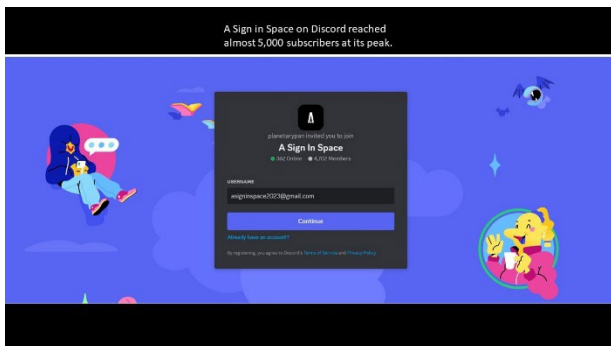 A Sign in Space on Discord reached
almost 5,000 subscribers at its peak.
planetarypan invited you to join
A Sign In Space
362 Online 4,702 Members
USERNAME
asigninspace2023@gmail.com
Continue
Already have an account?
By registering, you agree to Discord's Terms of Service and Privacy Policy.